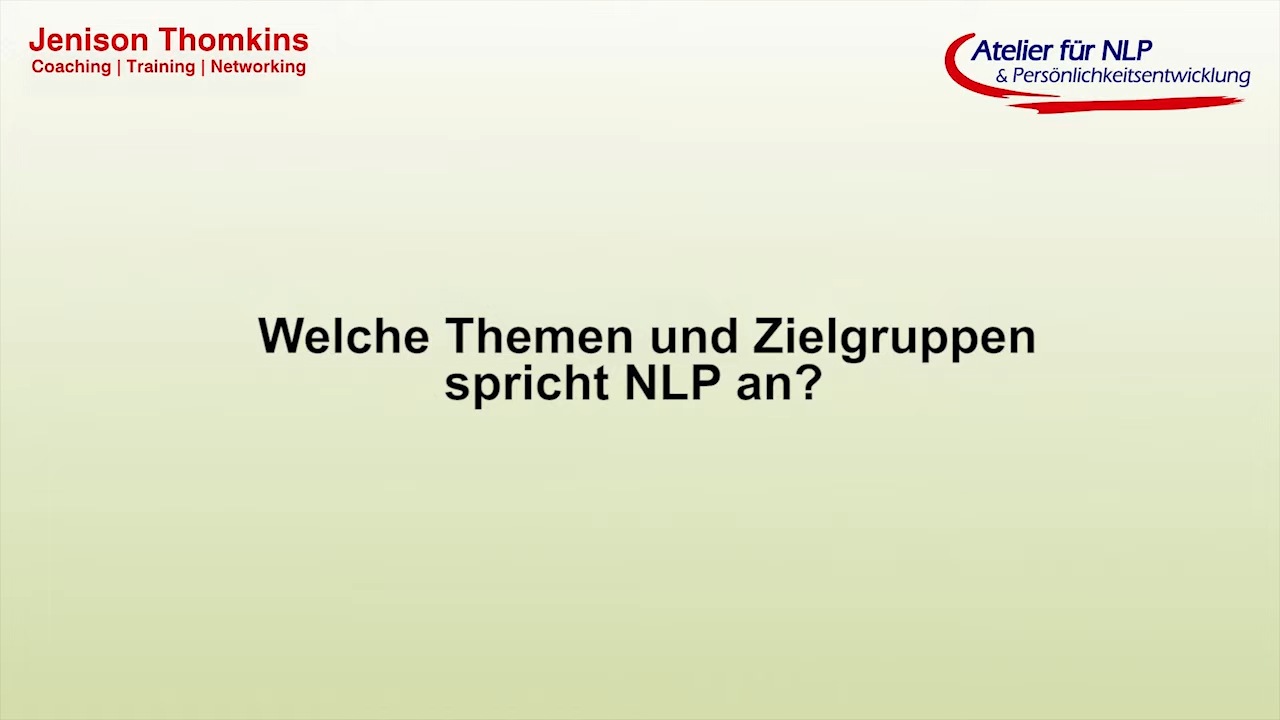 Jenison Thomkins
Coaching | Training | Networking
Atelier für NLP
& Persönlichkeitsentwicklung
Welche Themen und Zielgruppen
spricht NLP an?